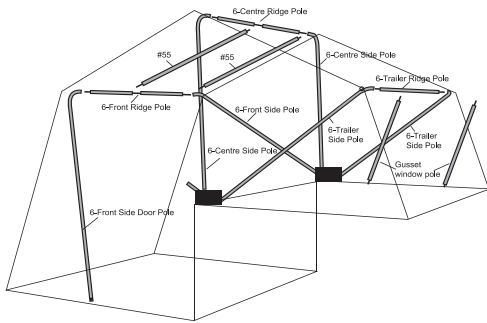 6-Centre Ridge Pole
#55
6-Centre Side Pole
#55
6-Trailer Ridge Pole
6-Front Ridge Pole
6-Front Side Pole
6-Trailer
Side Pole
6-Trailer
Side Pole
6-Centre Side Pole
Gusset
window pole
6-Front Side Door Pole